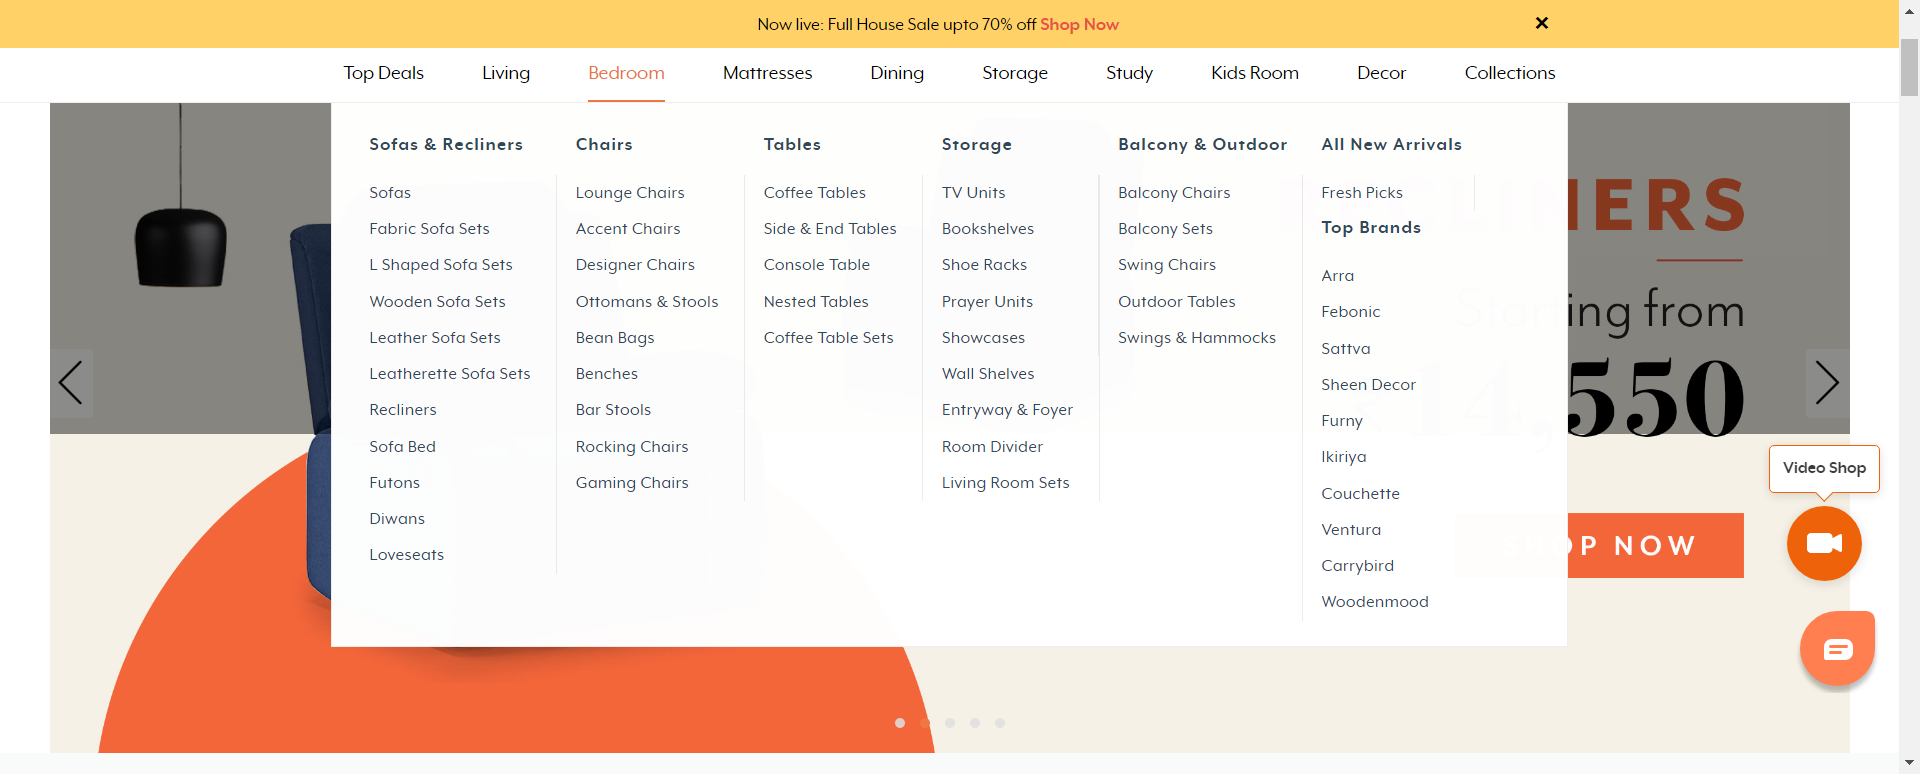 Now live: Full House Sale upto 70% off Shop Now
Top Deals Living Bedroom Mattresses Dining Storage Study Kids Room Decor Collections
Sofas & Recliners
Sofas
Fabric Sofa Sets
L Shaped Sofa Sets
Wooden Sofa Sets
Leather Sofa Sets
Leatherette Sofa Sets
Recliners
Sofa Bed
Futons
Diwans
Loveseats
Chairs
Lounge Chairs
Accent Chairs
Designer Chairs
Ottomans & Stools
Bean Bags
Benches
Bar Stools
Rocking Chairs
Gaming Chairs
Tables
Coffee Tables
Side & End Tables
Console Table
Nested Tables
Coffee Table Sets
Storage
TV Units
Bookshelves
Shoe Racks
Prayer Units
Showcases
Wall Shelves
Entryway & Foyer
Room Divider
Living Room Sets
Balcony & Outdoor
Balcony Chairs
Balcony Sets
Swing Chairs
Outdoor Tables
Swings & Hammocks
All New Arrivals
Fresh Picks
Top Brands
Arra
Febonic
Sattva
Sheen Decor
Furny
Ikiriya
Couchette
Ventura
Carrybird
Woodenmood
NERS
Starting from
14,550
SHOP NOW
Video Shop